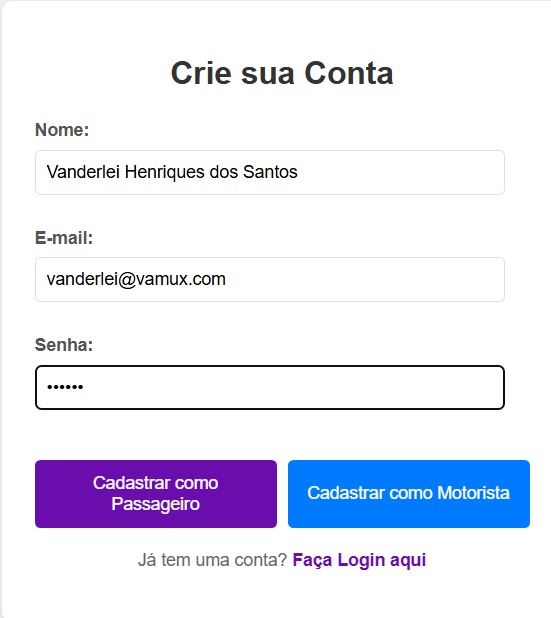 Crie sua Conta
Nome:
Vanderlei Henriques dos Santos
E-mail:
vanderlei@vamux.com
Senha:
••••••
Cadastrar como
Passageiro
Cadastrar como Motorista
Já tem uma conta? Faça Login aqui